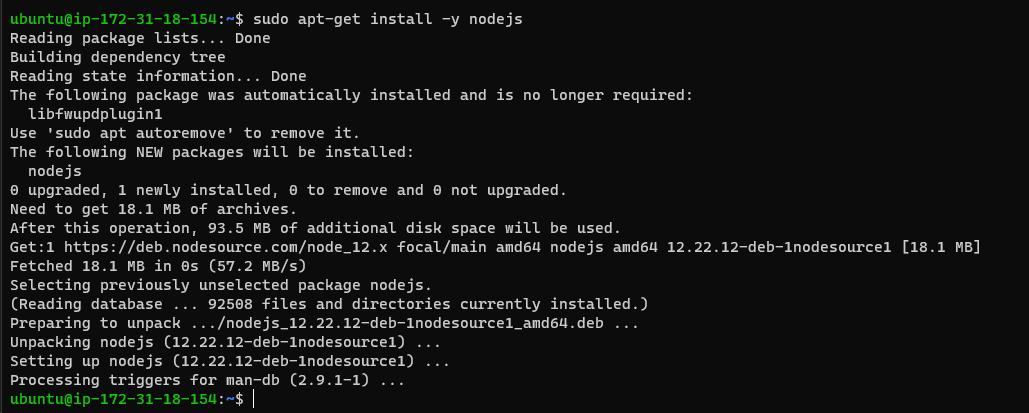 ubuntu@ip-172-31-18-154:~$ sudo apt-get install -y nodejs
Reading package lists... Done
Building dependency tree
Reading state information... Done
The following package was automatically installed and is no longer required:
  libfwupdplugin1
Use 'sudo apt autoremove' to remove it.
The following NEW packages will be installed:
  nodejs
0 upgraded, 1 newly installed, 0 to remove and 0 not upgraded.
Need to get 18.1 MB of archives.
After this operation, 93.5 MB of additional disk space will be used.
Get:1 https://deb.nodesource.com/node_12.x focal/main amd64 nodejs amd64 12.22.12-deb-1nodesource1 [18.1 MB]
Fetched 18.1 MB in 0s (57.2 MB/s)
Selecting previously unselected package nodejs.
(Reading database ... 92508 files and directories currently installed.)
Preparing to unpack .../nodejs_12.22.12-deb-1nodesource1_amd64.deb ...
Unpacking nodejs (12.22.12-deb-1nodesource1) ...
Setting up nodejs (12.22.12-deb-1nodesource1) ...
Processing triggers for man-db (2.9.1-1) ...
ubuntu@ip-172-31-18-154:~$